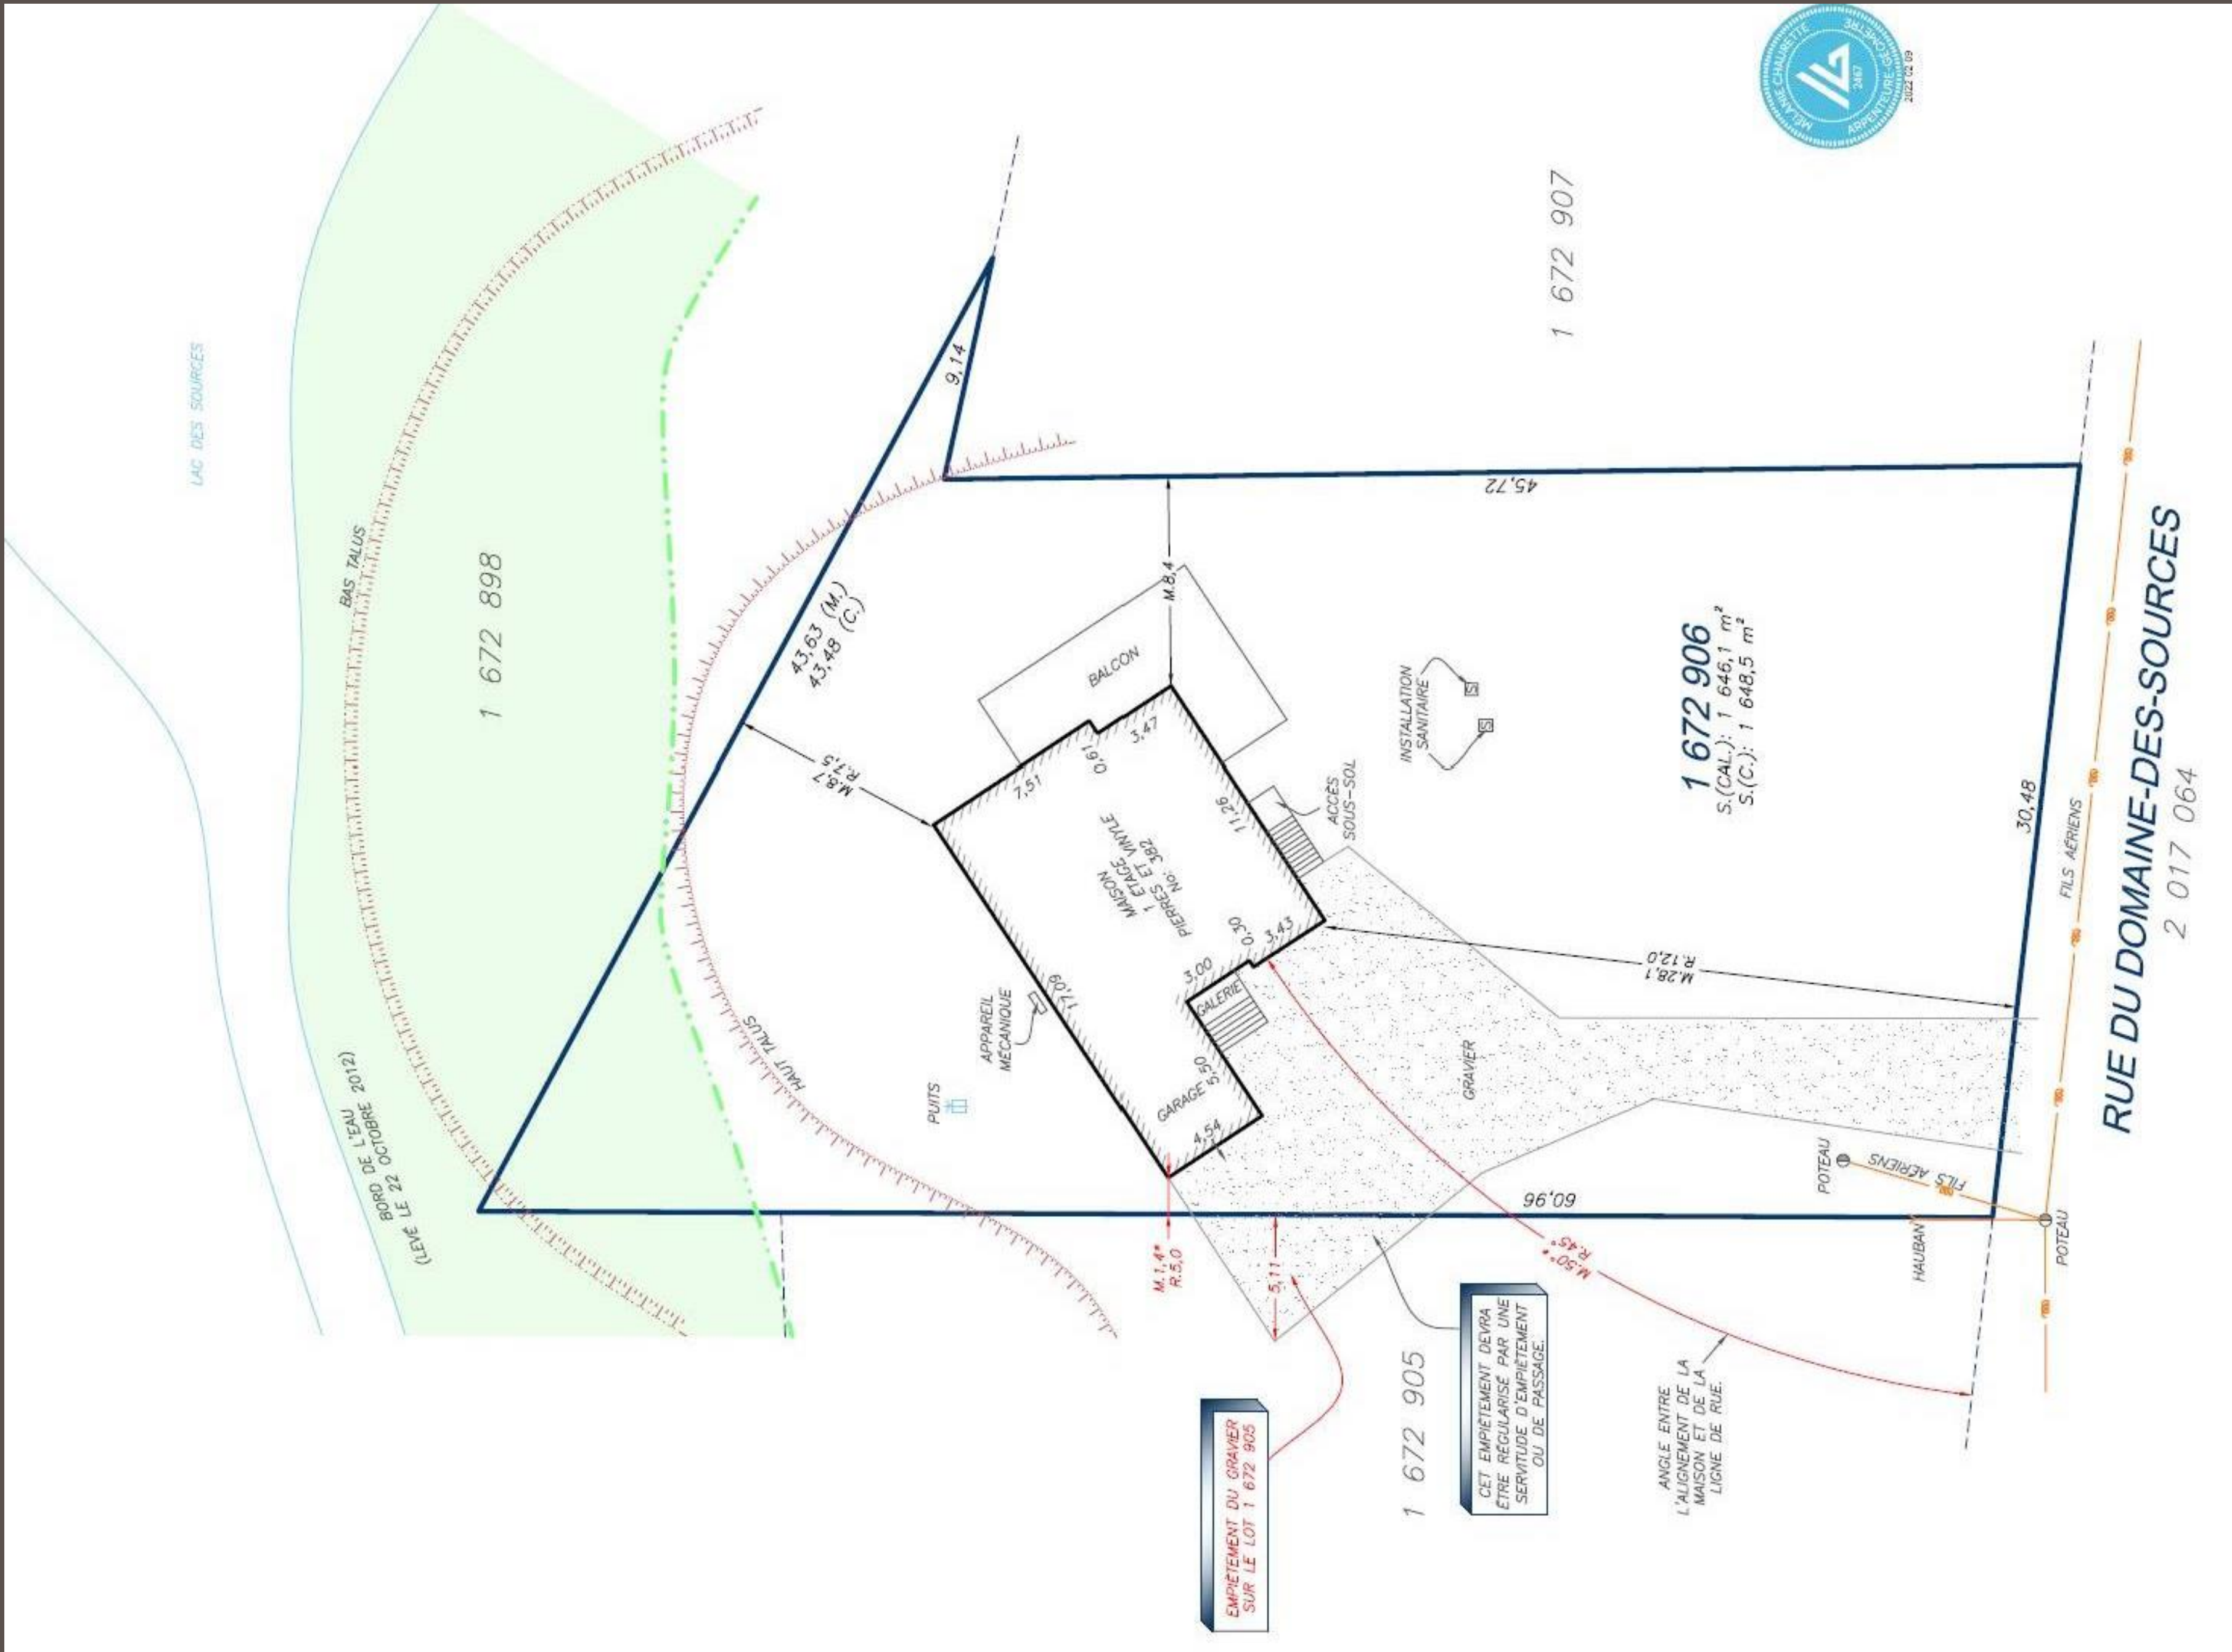 LAC DES SOURCES
BAS TALUS
1 672 898
BORD DE L'EAU
(LEVÉ LE 22 OCTOBRE 2012)
HAUT TALUS
PUITS
APPAREIL
MÉCANIQUE
43,63 (M.)
43,48 (C.)
9,14
M.8,7
R.7,5
BALCON
M.8,4
7,51
0,61
3,47
MAISON
1 ÉTAGE
PIERRES ET VINYLE
No: 382
11,26
17,09
3,00
0,30
3,43
GALERIE
GARAGE
5,50
4,54
ACCÈS
SOUS-SOL
INSTALLATION
SANITAIRE
S
S
1 672 907
45,72
1 672 906
S.(CAL.): 1 646,1 m²
S.(C.): 1 648,5 m²
M.28,1
R.12,0
GRAVIER
30,48
60,96
M.1,4*
R.5,0
5,11
M.50°*
R.45°
EMPIÈTEMENT DU GRAVIER
SUR LE LOT 1 672 905
1 672 905
CET EMPIÈTEMENT DEVRA
ÊTRE RÉGULARISÉ PAR UNE
SERVITUDE D'EMPIÈTEMENT
OU DE PASSAGE.
ANGLE ENTRE
L'ALIGNEMENT DE LA
MAISON ET DE LA
LIGNE DE RUE.
POTEAU
FILS AÉRIENS
HAUBAN
POTEAU
FILS AÉRIENS
RUE DU DOMAINE-DES-SOURCES
2 017 064
MÉLANIE CHAURETTE
2467
ARPENTEURE-GÉOMÈTRE
2022 02 09